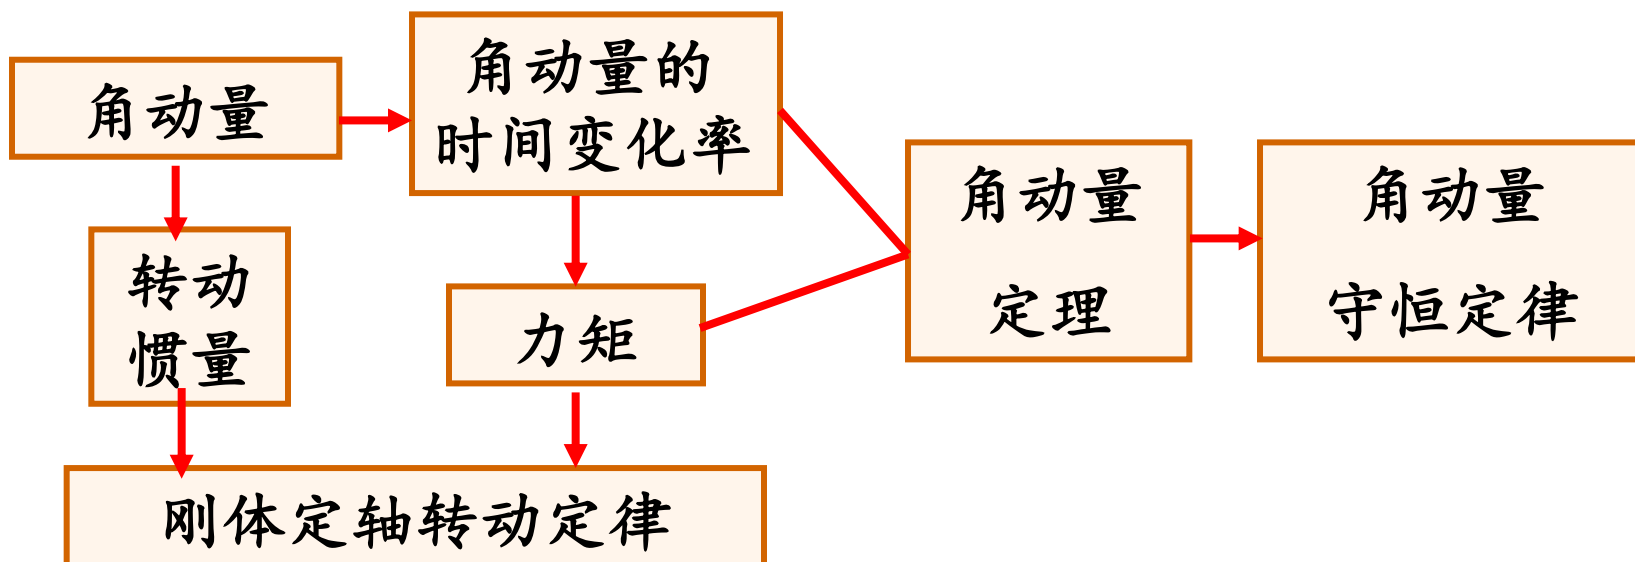 角动量
角动量的
时间变化率
转动
惯量
力矩
角动量
定理
角动量
守恒定律
刚体定轴转动定律